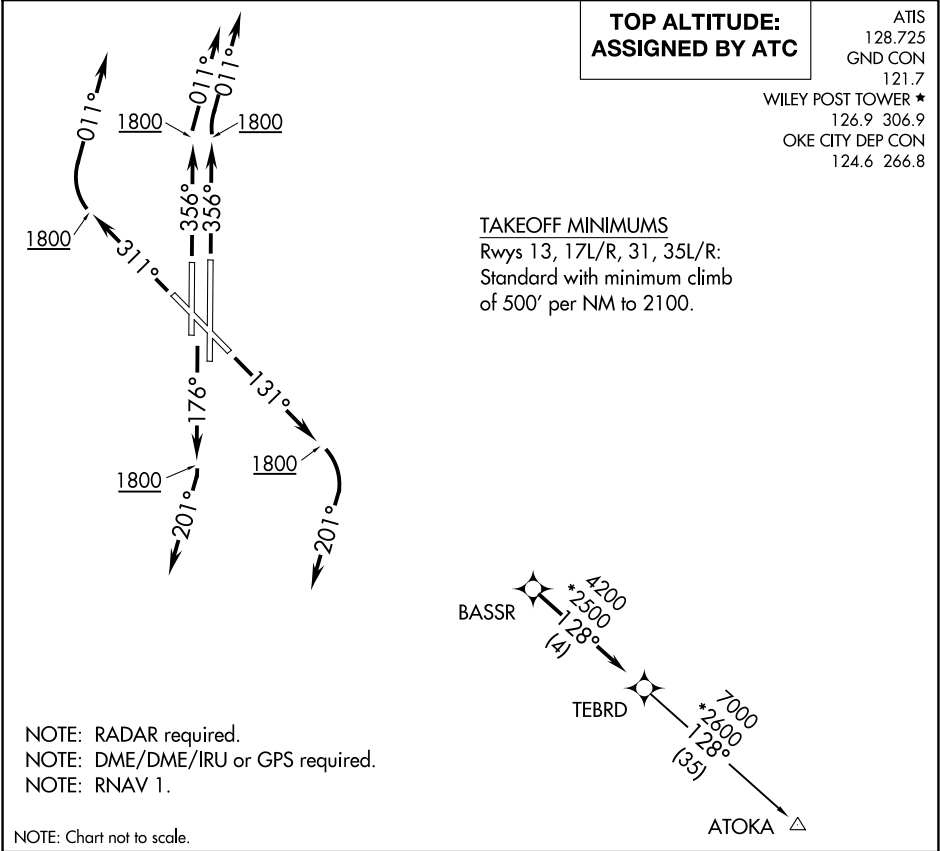 TOP ALTITUDE:
ASSIGNED BY ATC
ATIS
128.725
GND CON
121.7
WILEY POST TOWER ★
126.9 306.9
OKE CITY DEP CON
124.6 266.8
011°
011°
011°
1800
1800
356°
356°
1800
311°
TAKEOFF MINIMUMS
Rwys 13, 17L/R, 31, 35L/R:
Standard with minimum climb
of 500' per NM to 2100.
176°
131°
1800
1800
201°
201°
BASSR
4200
*2500
128°
(4)
TEBRD
7000
*2600
128°
(35)
ATOKA
NOTE: RADAR required.
NOTE: DME/DME/IRU or GPS required.
NOTE: RNAV 1.
NOTE: Chart not to scale.